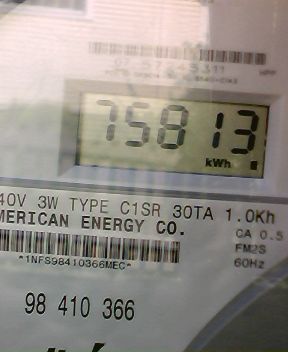 75813
kWh
40V 3W TYPE C1SR 30TA 1.0Kh
MERICAN ENERGY CO.
CA 0.5
FM2S
*1NFS98410366MEC*
60Hz
98 410 366